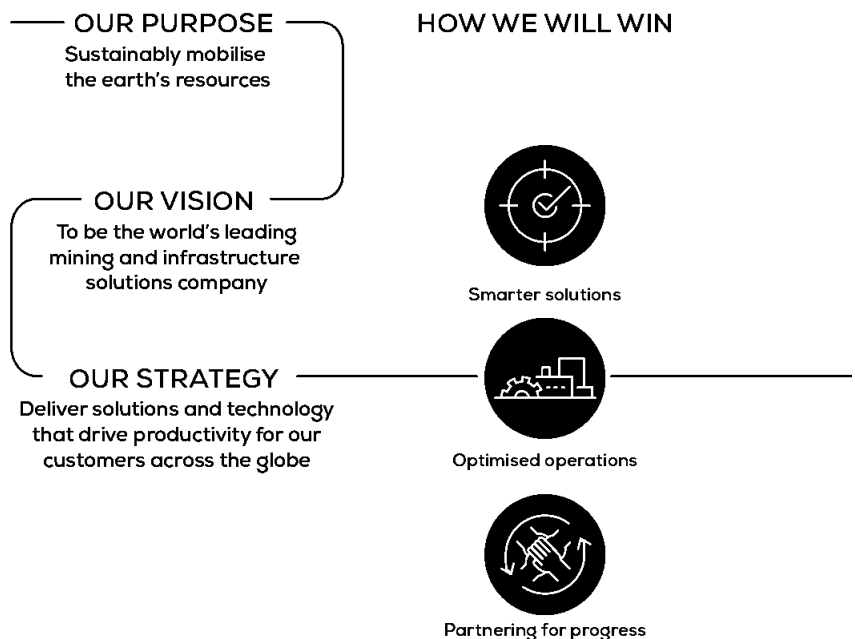 OUR PURPOSE
Sustainably mobilise
the earth's resources
OUR VISION
To be the world's leading
mining and infrastructure
solutions company
OUR STRATEGY
Deliver solutions and technology
that drive productivity for our
customers across the globe
HOW WE WILL WIN
Smarter solutions
Optimised operations
Partnering for progress